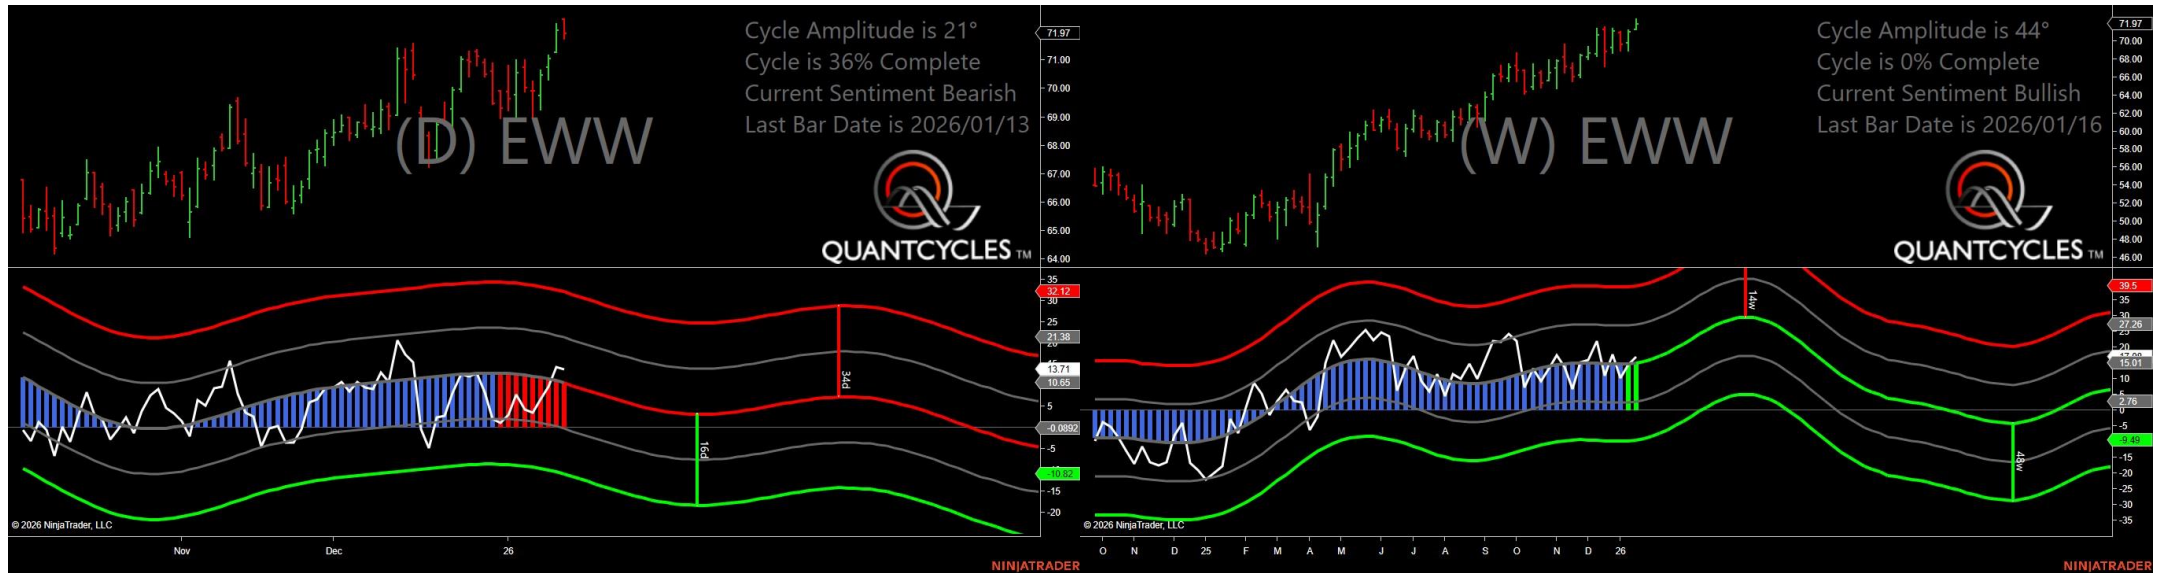 Cycle Amplitude is 21°
Cycle is 36% Complete
Current Sentiment Bearish
Last Bar Date is 2026/01/13
(D) EWW
QUANTCYCLES TM
71.97
71.00
70.00
69.00
68.00
67.00
66.00
65.00
64.00
35
32.12
30
25
21.38
20
13.71
10.65
5
-0.0892
-5
-10.82
-15
-20
34d
16d
© 2026 NinjaTrader, LLC
Nov
Dec
26
NINJATRADER
Cycle Amplitude is 44°
Cycle is 0% Complete
Current Sentiment Bullish
Last Bar Date is 2026/01/16
(W) EWW
QUANTCYCLES TM
71.97
70.00
68.00
66.00
64.00
62.00
60.00
58.00
56.00
54.00
52.00
50.00
48.00
46.00
39.5
35
30
27.26
20
15.01
10
2.76
-5
-9.49
-15
-20
-25
-30
-35
14w
48w
© 2026 NinjaTrader, LLC
O N D 25 F M A M J J A S O N D 26
NINJATRADER